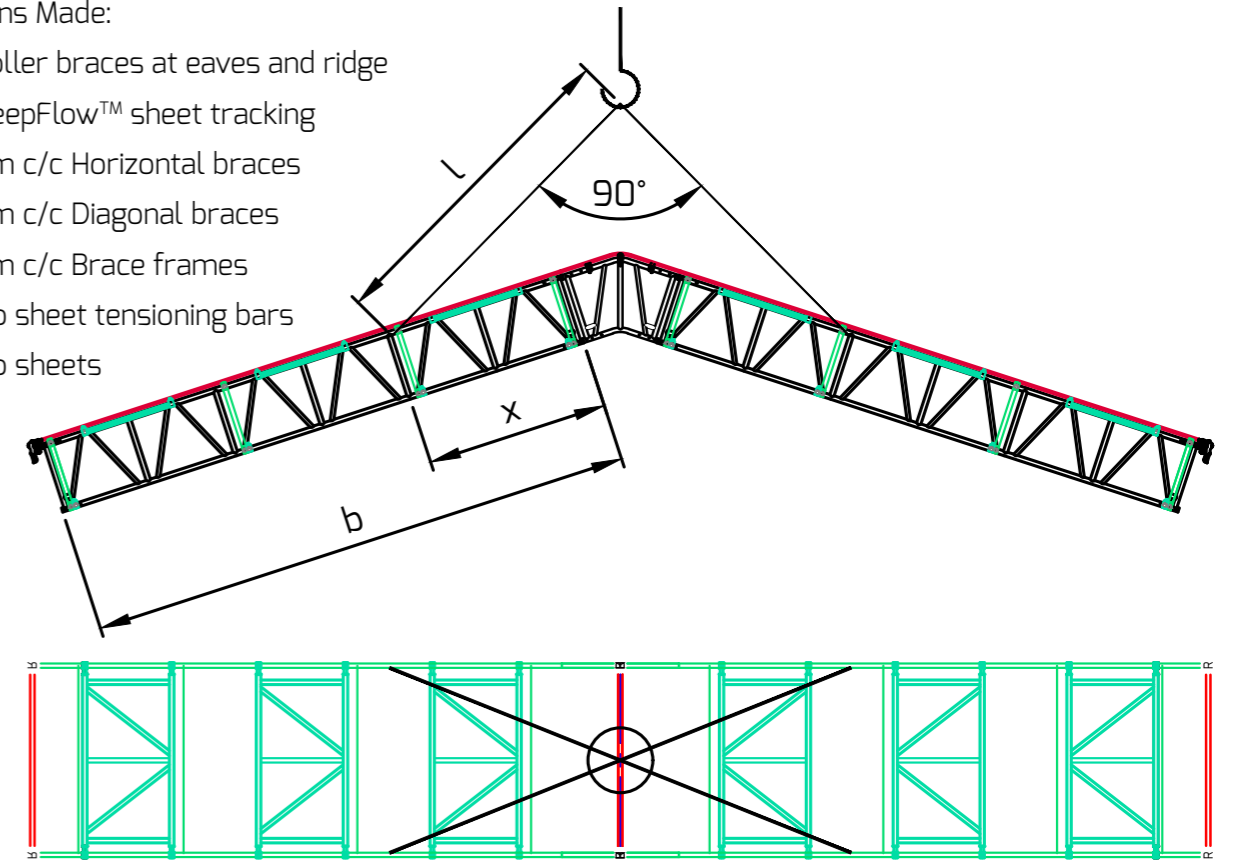 ns Made:
oller braces at eaves and ridge
eepFlow™ sheet tracking
m c/c Horizontal braces
m c/c Diagonal braces
m c/c Brace frames
o sheet tensioning bars
o sheets
l
90°
x
b
R
R
R
R